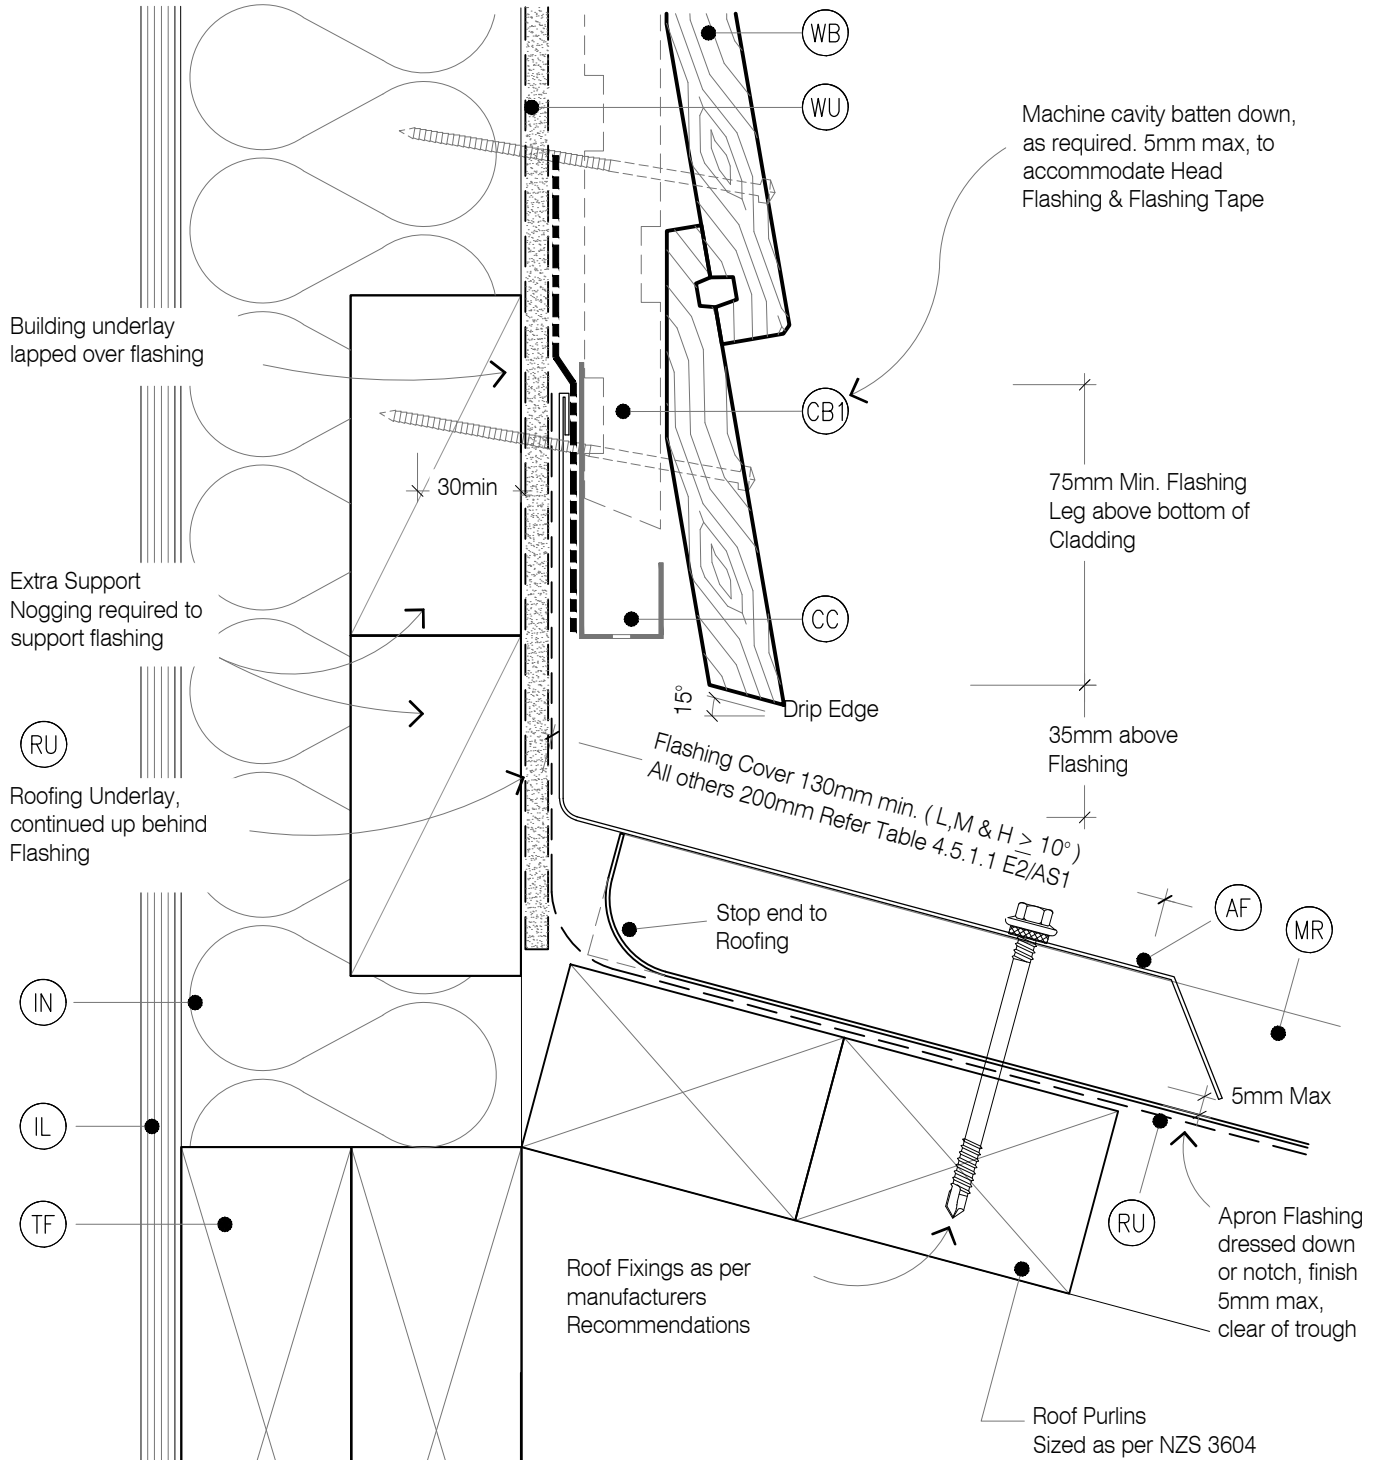 WB
WU
Machine cavity batten down,
as required. 5mm max, to
accommodate Head
Flashing & Flashing Tape
Building underlay
lapped over flashing
CB1
30min
75mm Min. Flashing
Leg above bottom of
Cladding
Extra Support
Nogging required to
support flashing
CC
15°
Drip Edge
RU
35mm above
Flashing
Flashing Cover 130mm min. ( L,M & H ≥ 10° )
All others 200mm Refer Table 4.5.1.1 E2/AS1
Roofing Underlay,
continued up behind
Flashing
Stop end to
Roofing
AF
MR
IN
5mm Max
IL
TF
RU
Apron Flashing
dressed down
or notch, finish
5mm max,
clear of trough
Roof Fixings as per
manufacturers
Recommendations
Roof Purlins
Sized as per NZS 3604